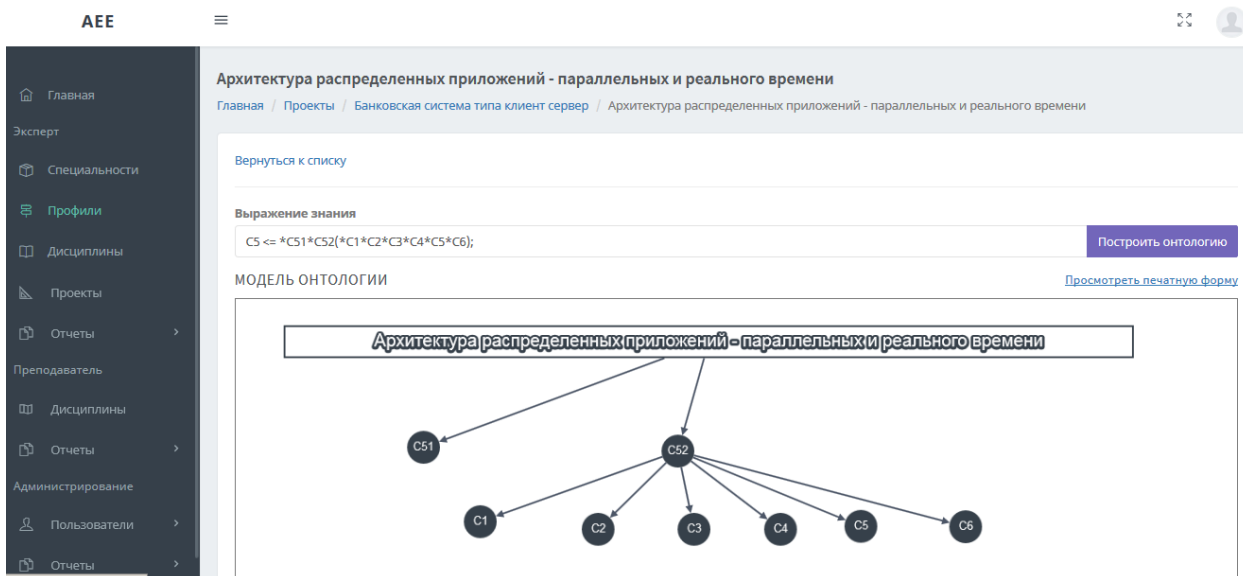 AEE
Главная
Эксперт
Специальности
Профили
Дисциплины
Проекты
Отчеты
Преподаватель
Дисциплины
Отчеты
Администрирование
Пользователи
Отчеты
Архитектура распределенных приложений - параллельных и реального времени
Главная / Проекты / Банковская система типа клиент сервер / Архитектура распределенных приложений - параллельных и реального времени
Вернуться к списку
Выражение знания
C5 <= *C51*C52(*C1*C2*C3*C4*C5*C6);
Построить онтологию
МОДЕЛЬ ОНТОЛОГИИ
Просмотреть печатную форму
Архитектура распределенных приложений - параллельных и реального времени
C51
C52
C1
C2
C3
C4
C5
C6